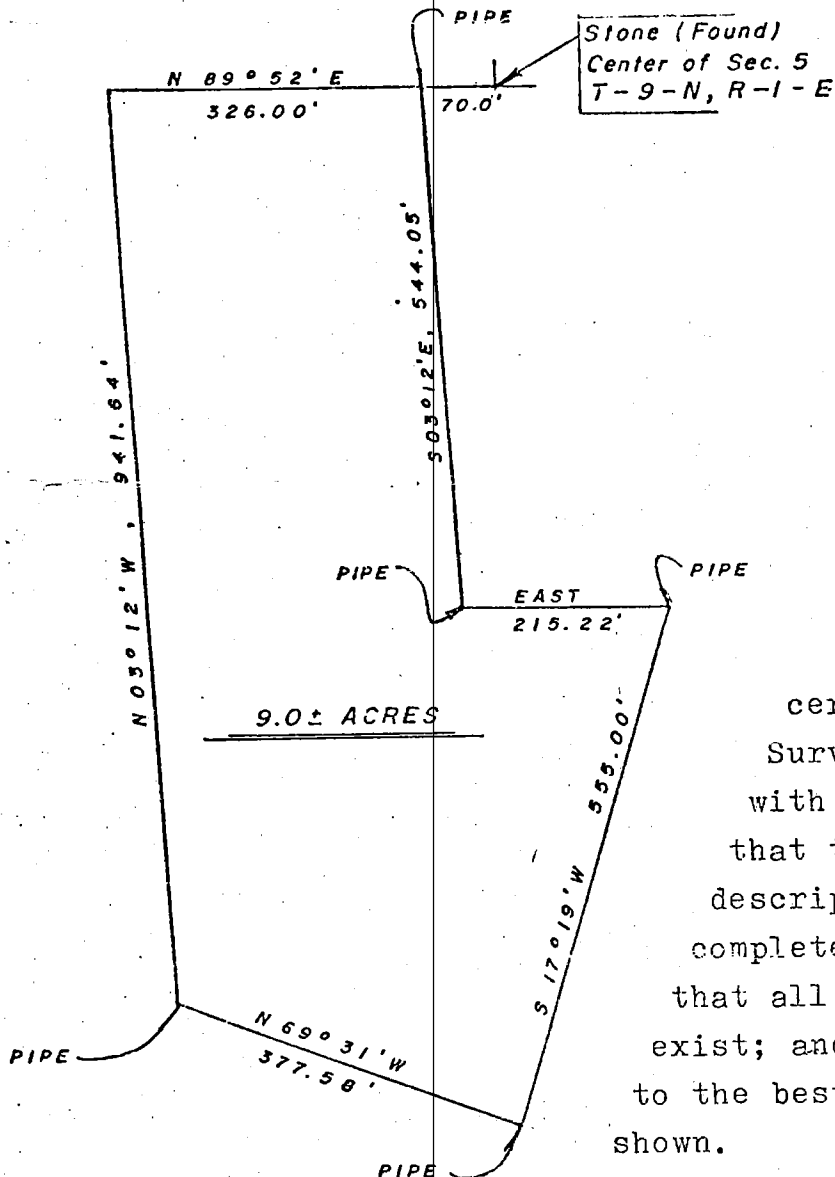 PIPE
Stone (Found)
Center of Sec. 5
T-9-N, R-1-E
N 89° 52' E
326.00'
70.0'
S 03° 12' E, 544.05'
N 03° 12' W, 941.64'
PIPE
PIPE
EAST
215.22'
9.0± ACRES
S 17° 19' W 555.00'
cer
Surv
with
that t
descrip
complete
that all
exist; and
to the best
shown.
N 69° 31' W
377.58'
PIPE
PIPE